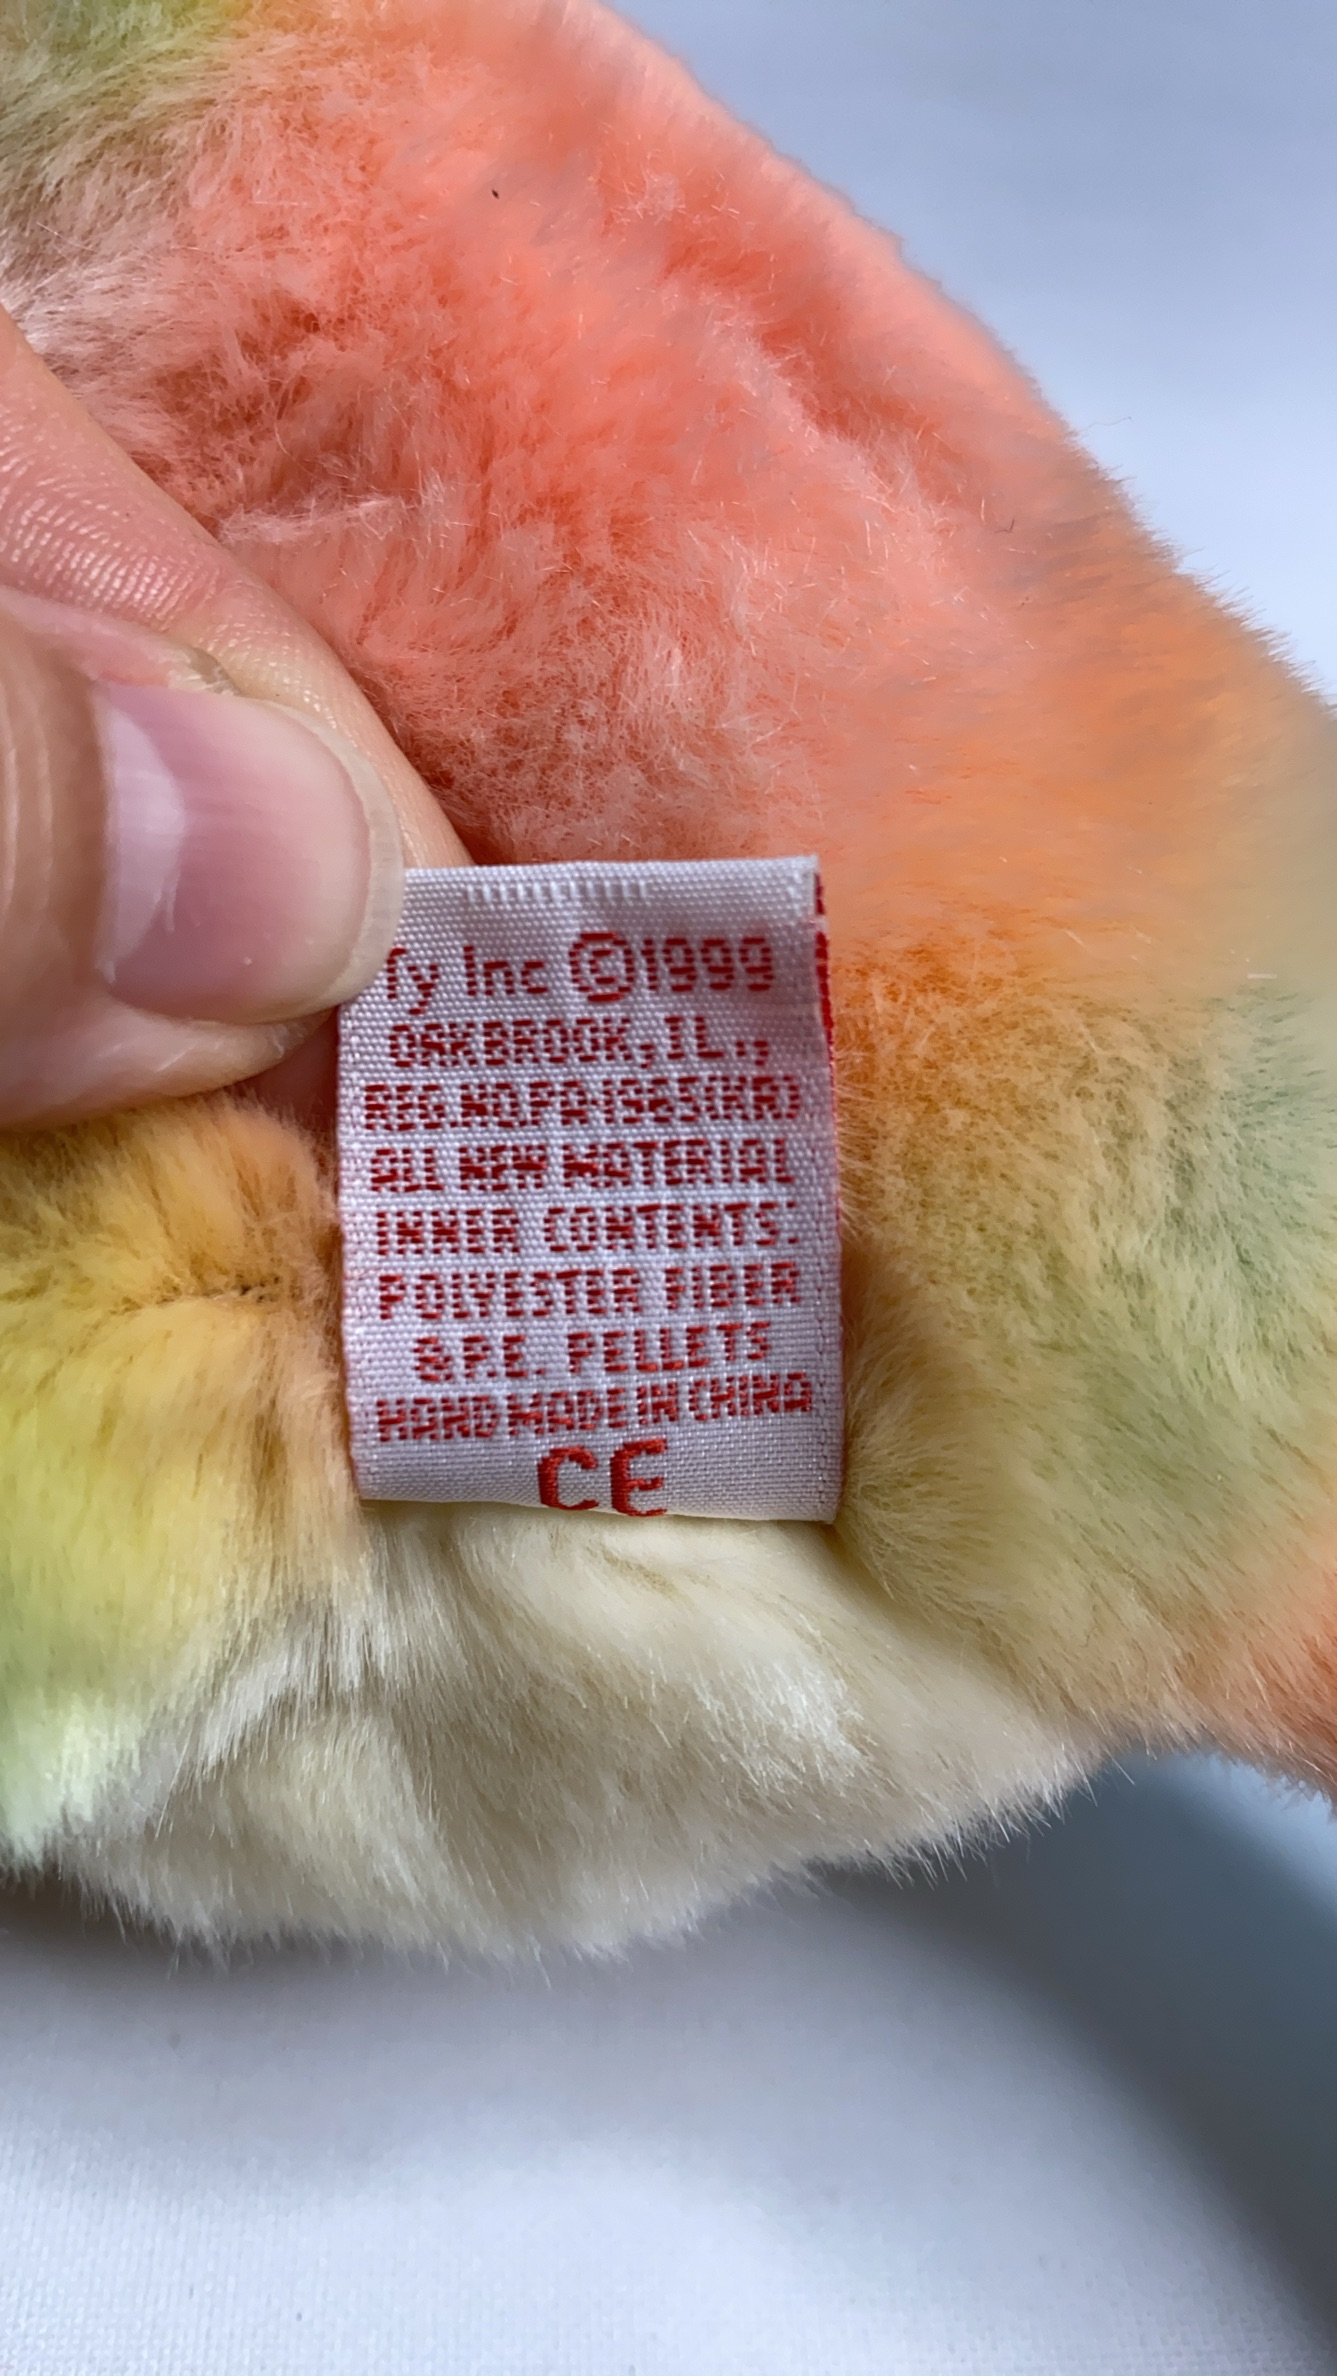 Ty Inc ©1999
OAKBROOK, IL.,
REG.NO.PA-1965(KR)
ALL NEW MATERIAL
INNER CONTENTS:
POLYESTER FIBER
& P.E. PELLETS
HAND MADE IN CHINA
CE